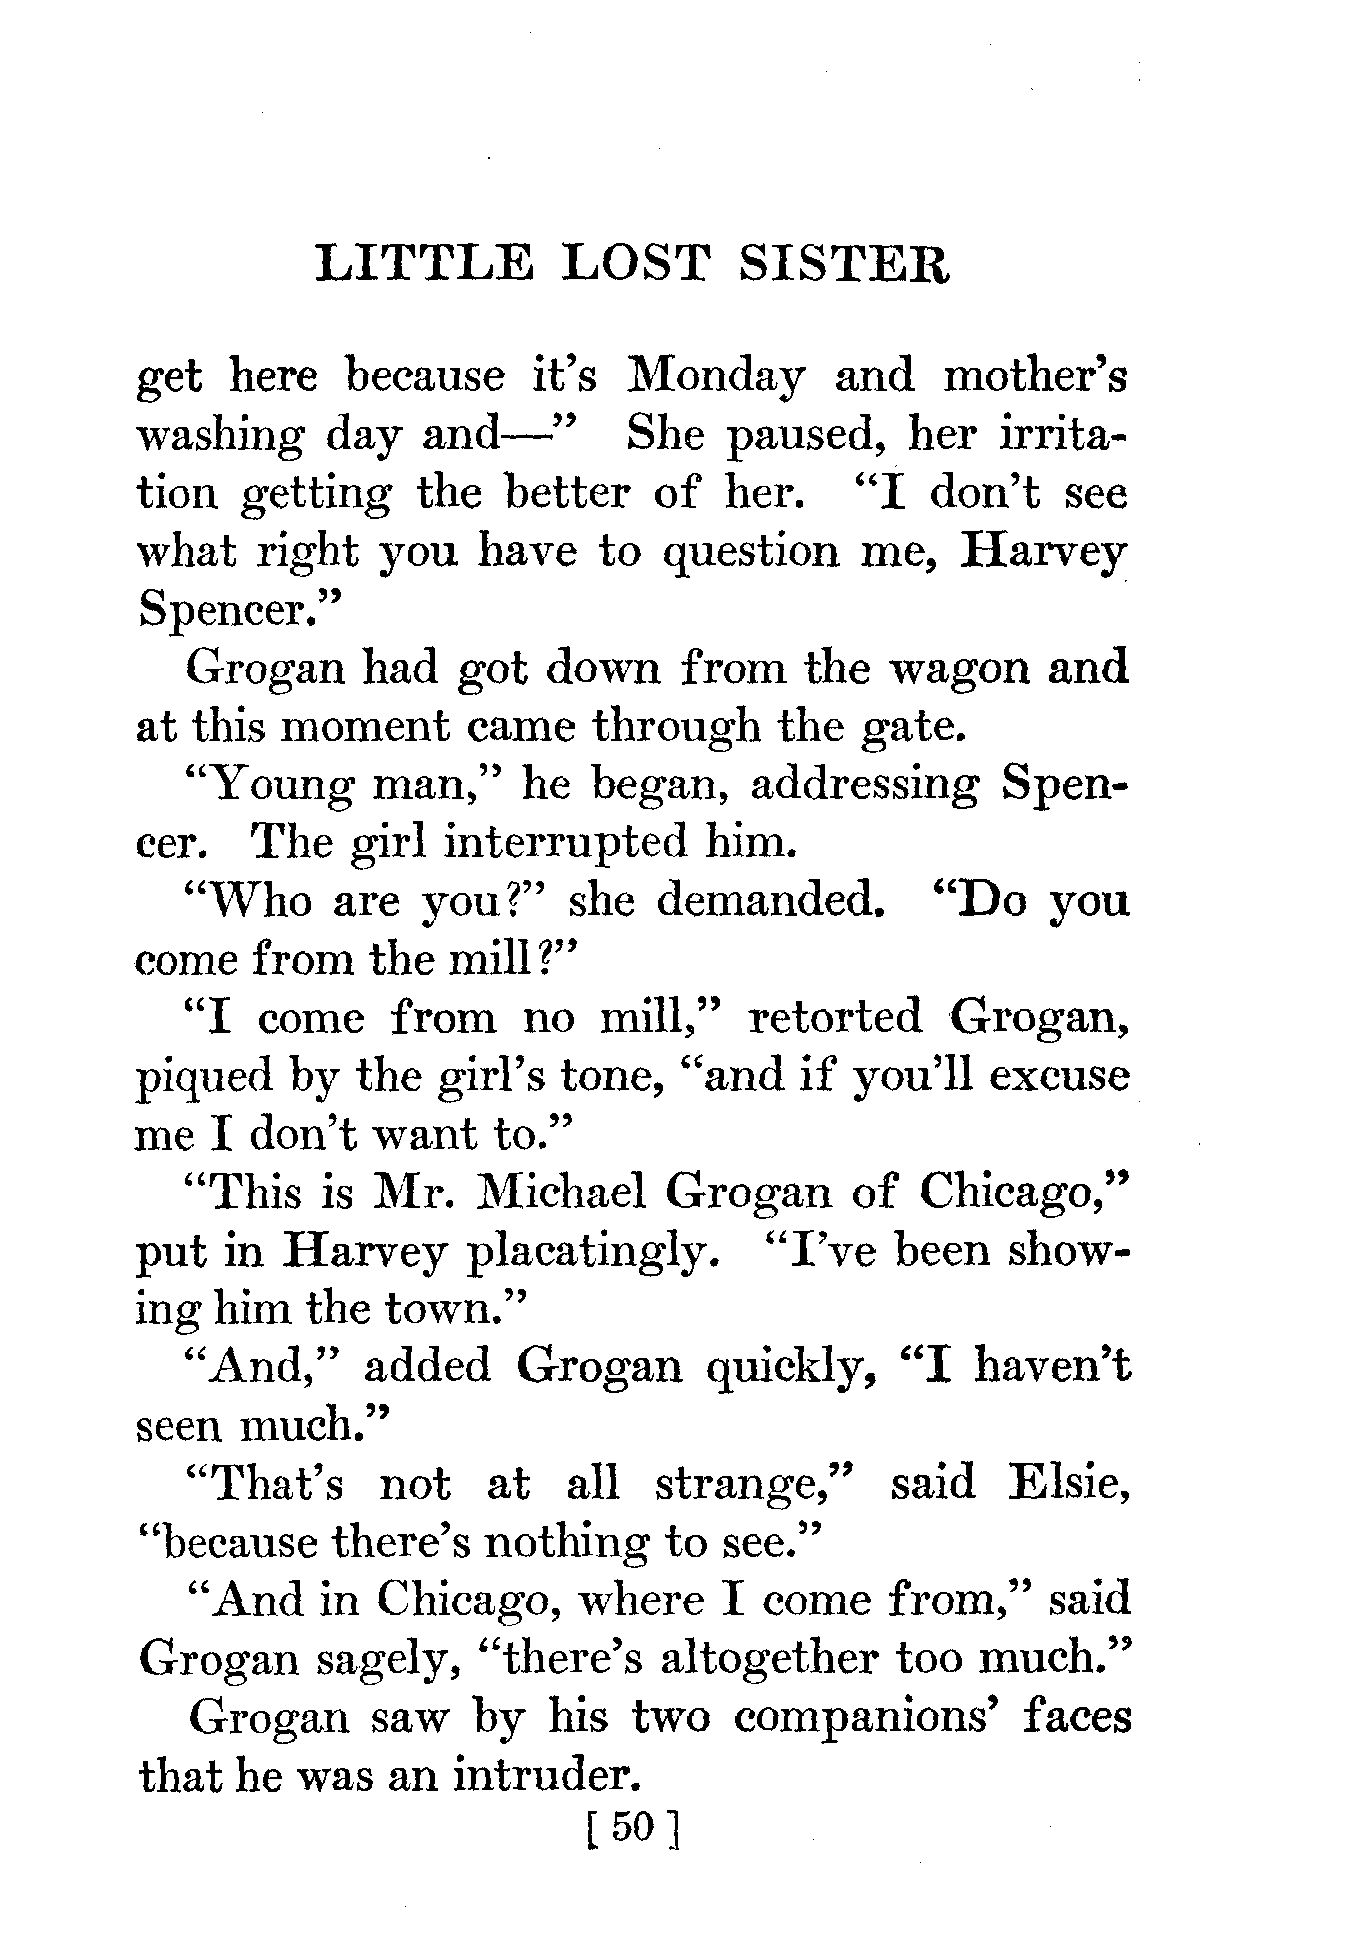 LITTLE LOST SISTER
get here because it's Monday and mother's
washing day and—" She paused, her irrita-
tion getting the better of her. "I don't see
what right you have to question me, Harvey
Spencer."
Grogan had got down from the wagon and
at this moment came through the gate.
"Young man," he began, addressing Spen-
cer. The girl interrupted him.
"Who are you?" she demanded. "Do you
come from the mill?"
"I come from no mill," retorted Grogan,
piqued by the girl's tone, "and if you'll excuse
me I don't want to."
"This is Mr. Michael Grogan of Chicago,"
put in Harvey placatingly. "I've been show-
ing him the town."
"And," added Grogan quickly, "I haven't
seen much."
"That's not at all strange," said Elsie,
"because there's nothing to see."
"And in Chicago, where I come from," said
Grogan sagely, "there's altogether too much."
Grogan saw by his two companions' faces
that he was an intruder.
[ 50 ]